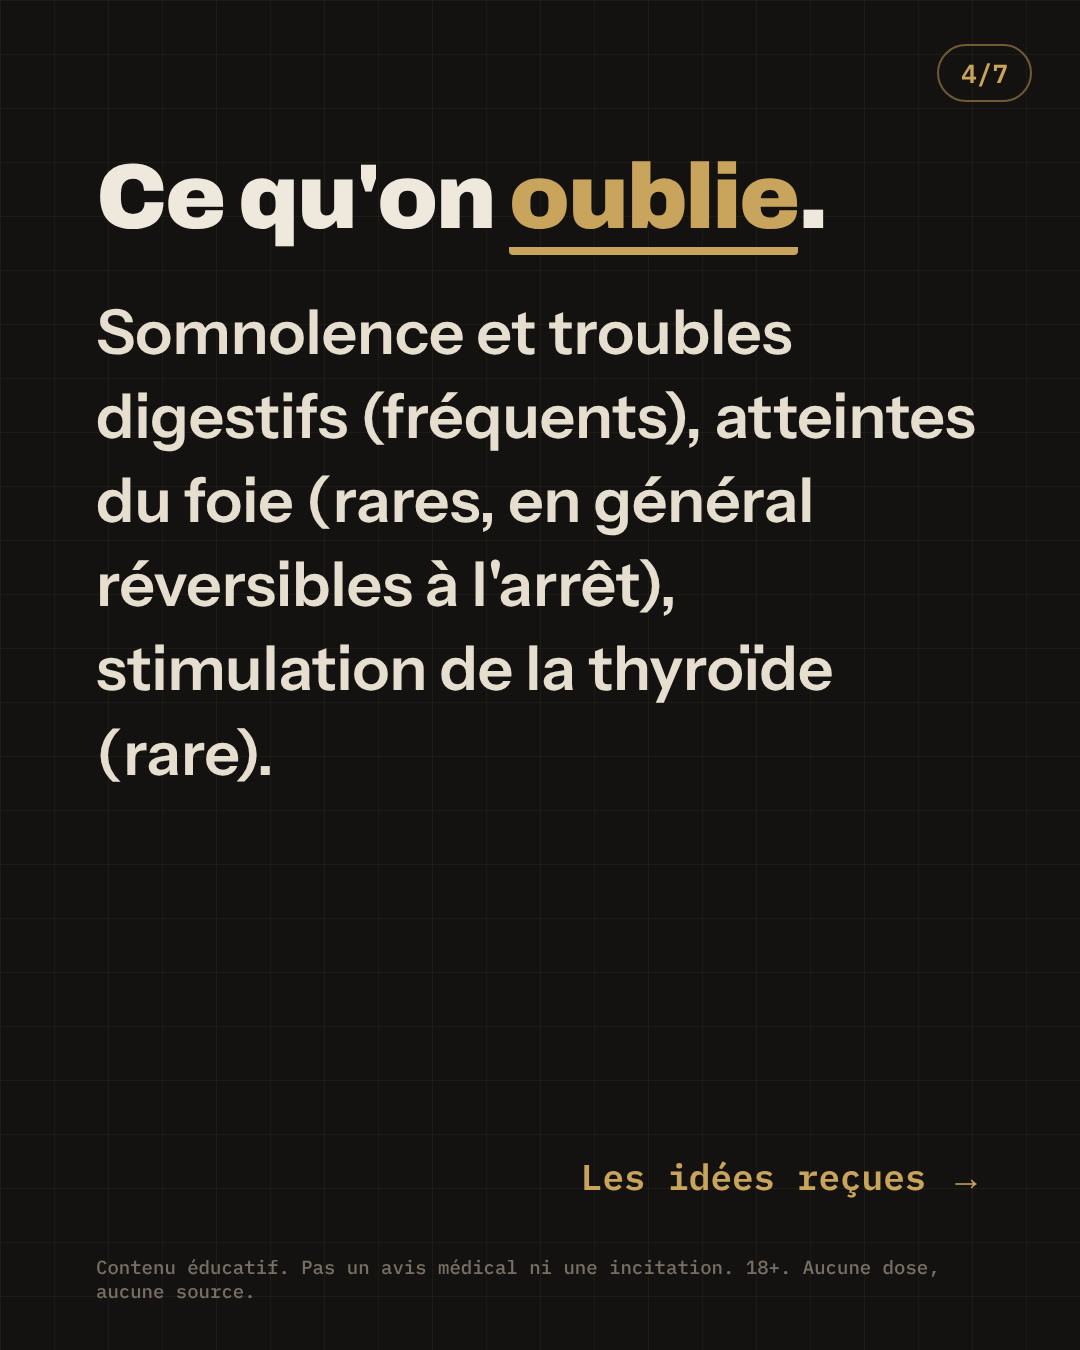 4/7
Ce qu'on oublie.
Somnolence et troubles
digestifs (fréquents), atteintes
du foie (rares, en général
réversibles à l'arrêt),
stimulation de la thyroïde
(rare).
Les idées reçues →
Contenu éducatif. Pas un avis médical ni une incitation. 18+. Aucune dose,
aucune source.